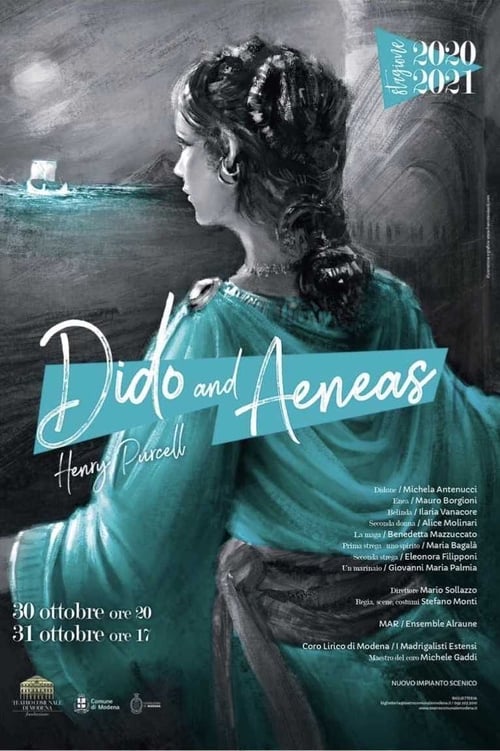 stagione 2020
2021
Dido and Aeneas
Henry Purcell
Didone / Michela Antenucci
Enea / Mauro Borgioni
Belinda / Ilaria Vanacore
Seconda donna / Alice Molinari
La maga / Benedetta Mazzuccato
Prima strega - uno spirito / Maria Bagalà
Seconda strega / Eleonora Filipponi
Un marinaio / Giovanni Maria Palmia
Direttore Mario Sollazzo
Regia, scene, costumi Stefano Monti
MAR / Ensemble Alraune
Coro Lirico di Modena / I Madrigalisti Estensi
Maestro del coro Michele Gaddi
30 ottobre ore 20
31 ottobre ore 17
NUOVO IMPIANTO SCENICO
BIGLIETTERIA
TEATRO COMUNALE
DI MODENA
fondazione
Comune
di Modena